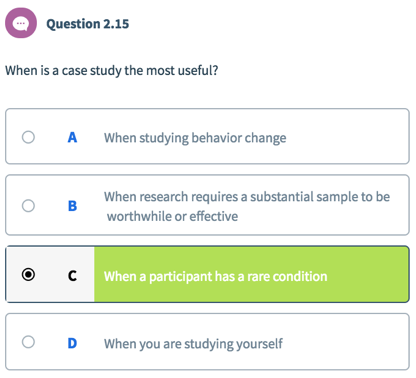 Question 2.15
When is a case study the most useful?
A When studying behavior change
B When research requires a substantial sample to be
worthwhile or effective
C When a participant has a rare condition
D When you are studying yourself